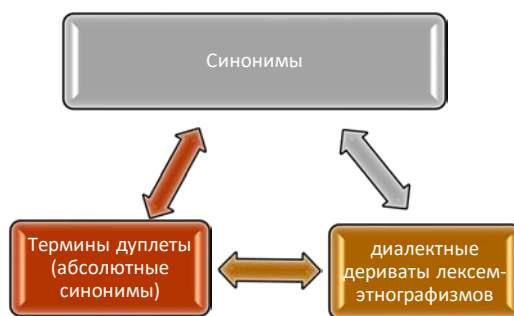 Синонимы
Термины дуплеты
(абсолютные
синонимы)
диалектные
дериваты лексем-
этнографизмов